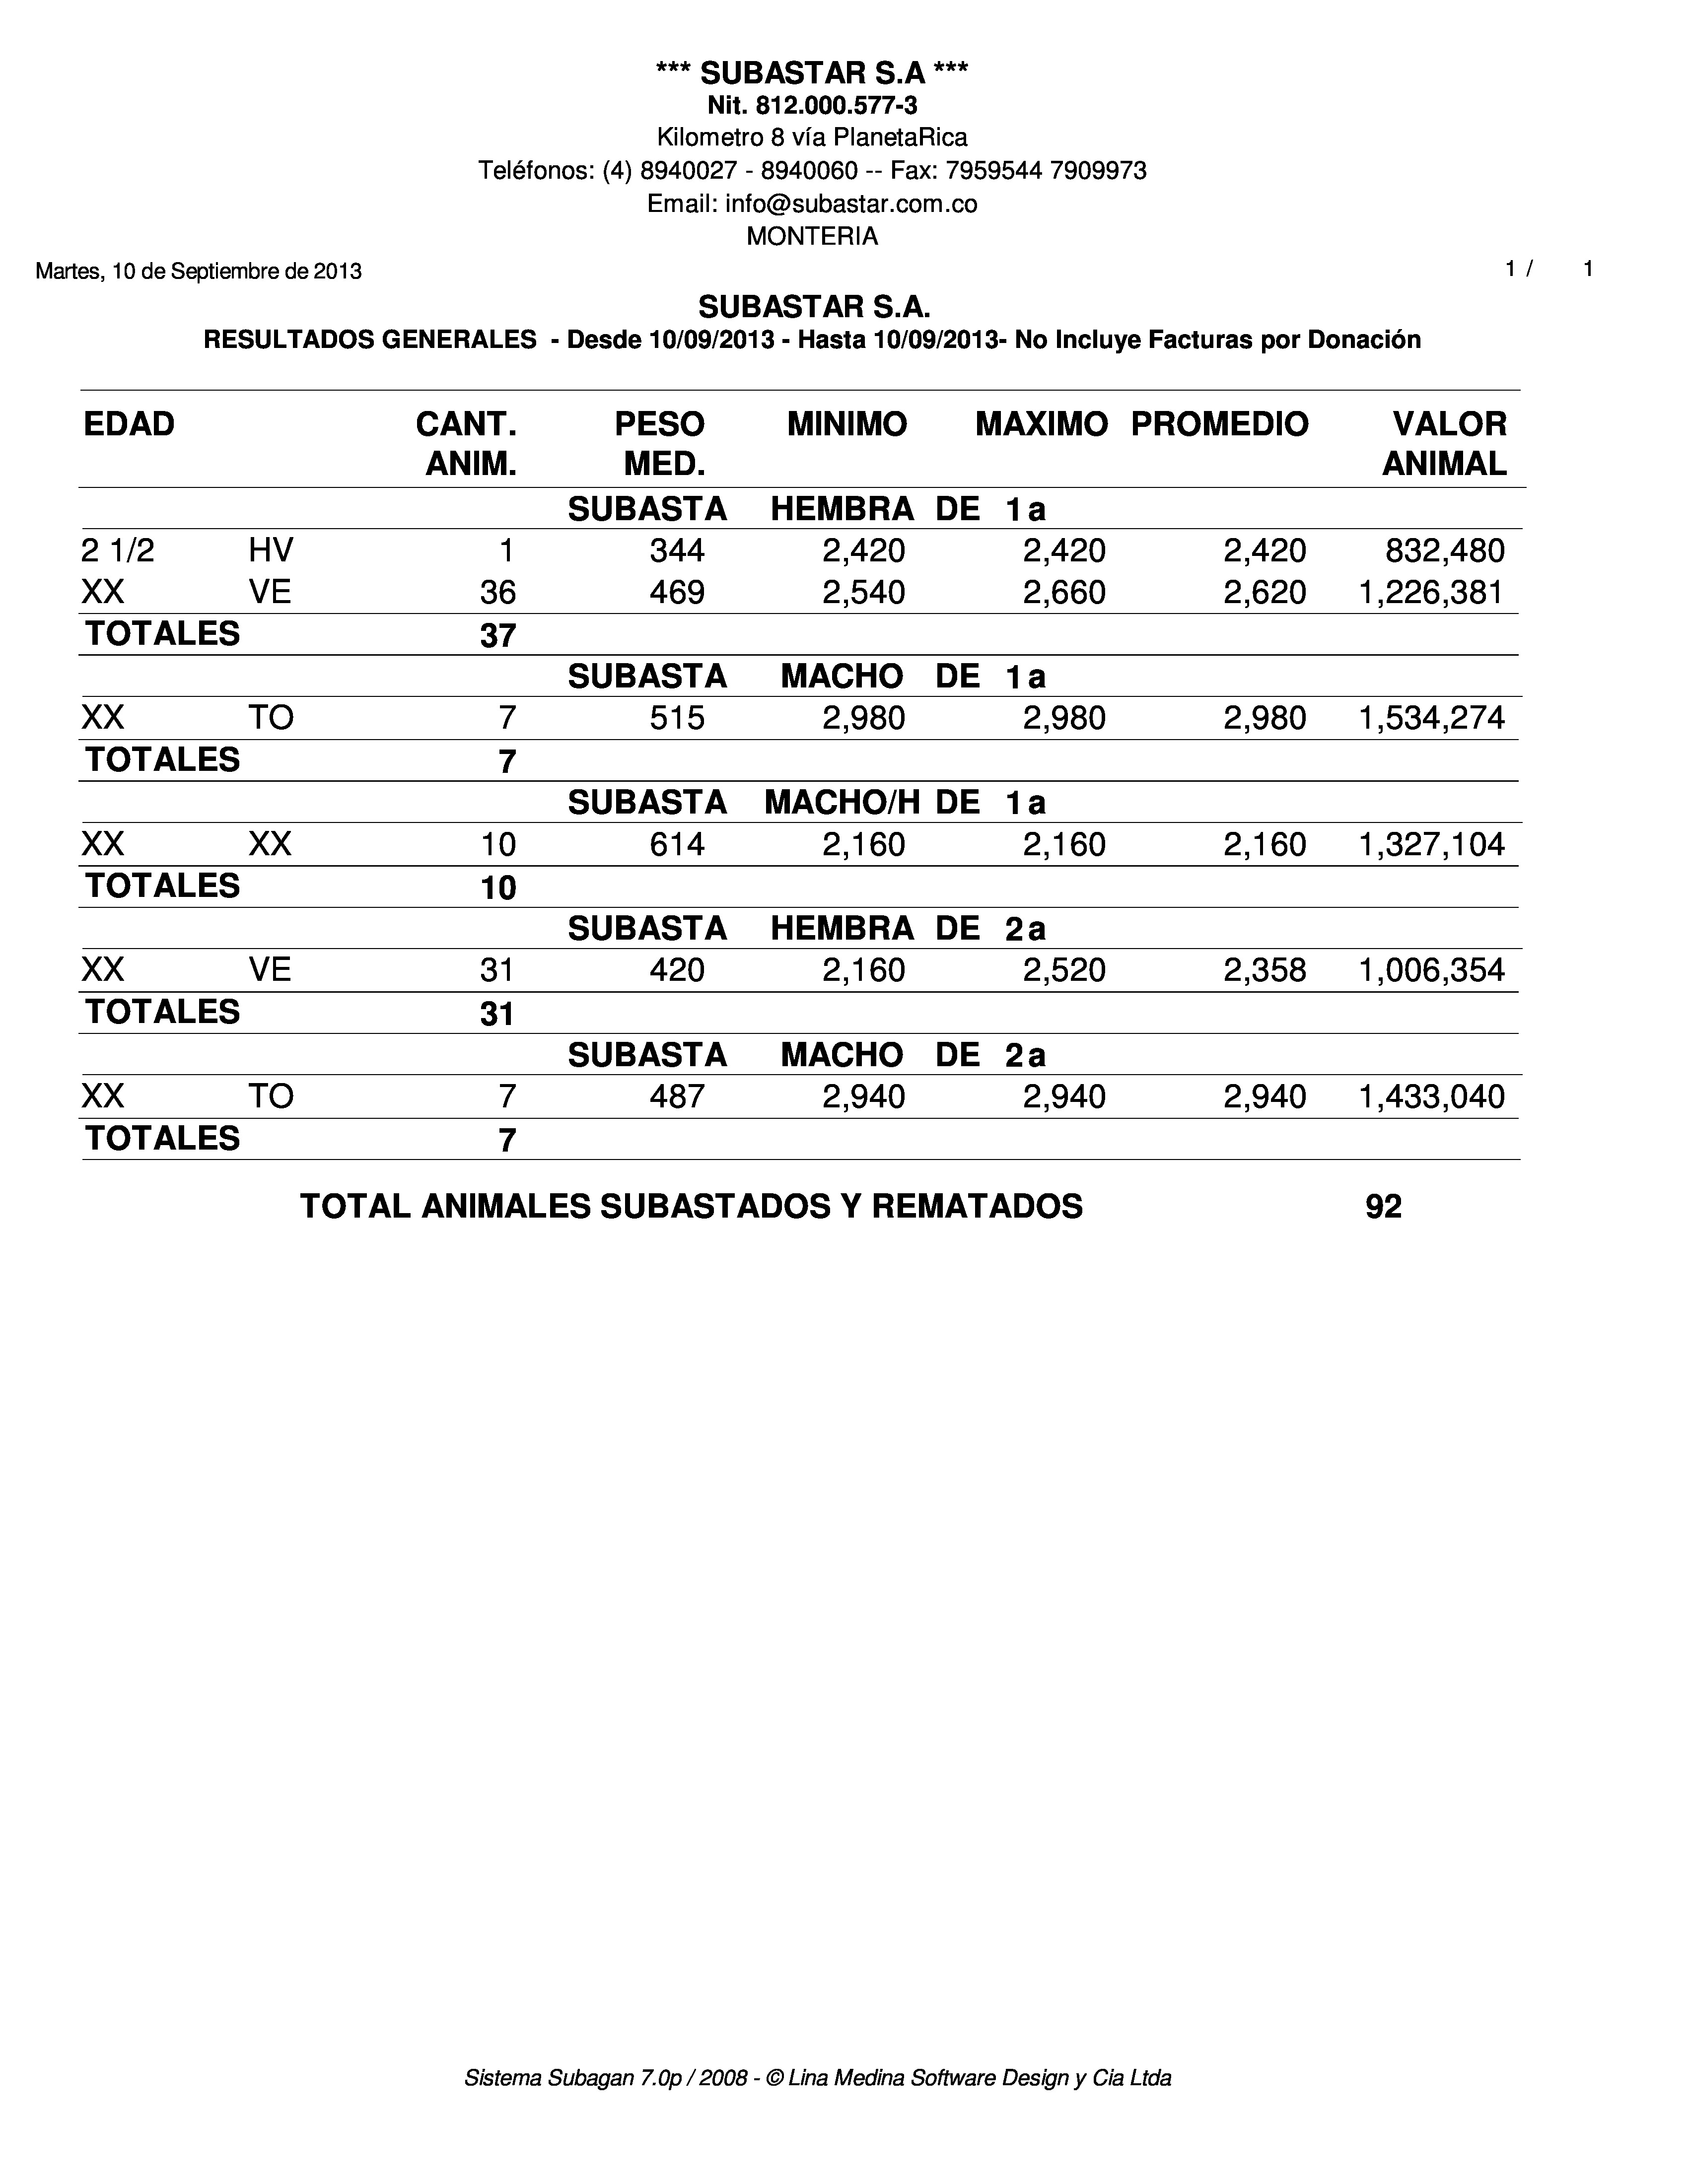 *** SUBASTAR S.A ***
Nit. 812.000.577-3
Kilometro 8 vía PlanetaRica
Teléfonos: (4) 8940027 - 8940060 -- Fax: 7959544 7909973
Email: info@subastar.com.co
MONTERIA
Martes, 10 de Septiembre de 2013 1 / 1
SUBASTAR S.A.
RESULTADOS GENERALES - Desde 10/09/2013 - Hasta 10/09/2013- No Incluye Facturas por Donación
EDAD CANT. PESO MINIMO MAXIMO PROMEDIO VALOR
ANIM. MED. ANIMAL
SUBASTA HEMBRA DE 1a
2 1/2 HV 1 344 2,420 2,420 2,420 832,480
XX VE 36 469 2,540 2,660 2,620 1,226,381
TOTALES 37
SUBASTA MACHO DE 1a
XX TO 7 515 2,980 2,980 2,980 1,534,274
TOTALES 7
SUBASTA MACHO/H DE 1a
XX XX 10 614 2,160 2,160 2,160 1,327,104
TOTALES 10
SUBASTA HEMBRA DE 2a
XX VE 31 420 2,160 2,520 2,358 1,006,354
TOTALES 31
SUBASTA MACHO DE 2a
XX TO 7 487 2,940 2,940 2,940 1,433,040
TOTALES 7
TOTAL ANIMALES SUBASTADOS Y REMATADOS 92
Sistema Subagan 7.0p / 2008 - © Lina Medina Software Design y Cia Ltda